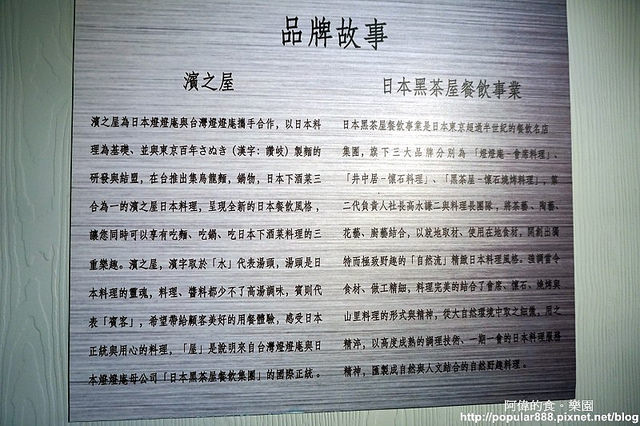 品牌故事
濱之屋
濱之屋為日本燈燈庵與台灣燈燈庵攜手合作，以日本料
理為基礎、並與東京百年さぬき（漢字：讚岐）製麵的
研發與結盟，在台推出集烏龍麵，鍋物，日本下酒菜三
合為一的濱之屋日本料理，呈現全新的日本餐飲風格，
讓您同時可以享有吃麵、吃鍋、吃日本下酒菜料理的三
重樂趣。濱之屋，濱字取於「水」代表湯頭，湯頭是日
本料理的靈魂，料理、醬料都少不了高湯調味，賓則代
表「賓客」，希望帶給顧客美好的用餐體驗，感受日本
正統與用心的料理，「屋」是說明來自台灣燈燈庵與日
本燈燈庵母公司「日本黑茶屋餐飲集團」的國際正統。
日本黑茶屋餐飲事業
日本黑茶屋餐飲事業是日本東京超過半世紀的餐飲名店
集團，旗下三大品牌分別為「燈燈庵－會席料理」、
「井中居－懷石料理」、「黑茶屋－懷石燒烤料理」，第
二代負責人社長高水謙二與料理長團隊，將茶藝、陶藝、
花藝、廚藝結合，以就地取材、使用在地食材，開創出獨
特而極致野趣的「自然流」精緻日本料理風格。強調當令
食材、做工精細，料理完美的結合了會席、懷石、燒烤與
山里料理的形式與精神，從大自然環境中取之細微，用之
精淬，以高度成熟的調理技術、一期一會的日本料理服務
精神，匯製成自然與人文結合的自然野趣料理。
阿偉的食。樂園
http://popular888.pixnet.net/blog